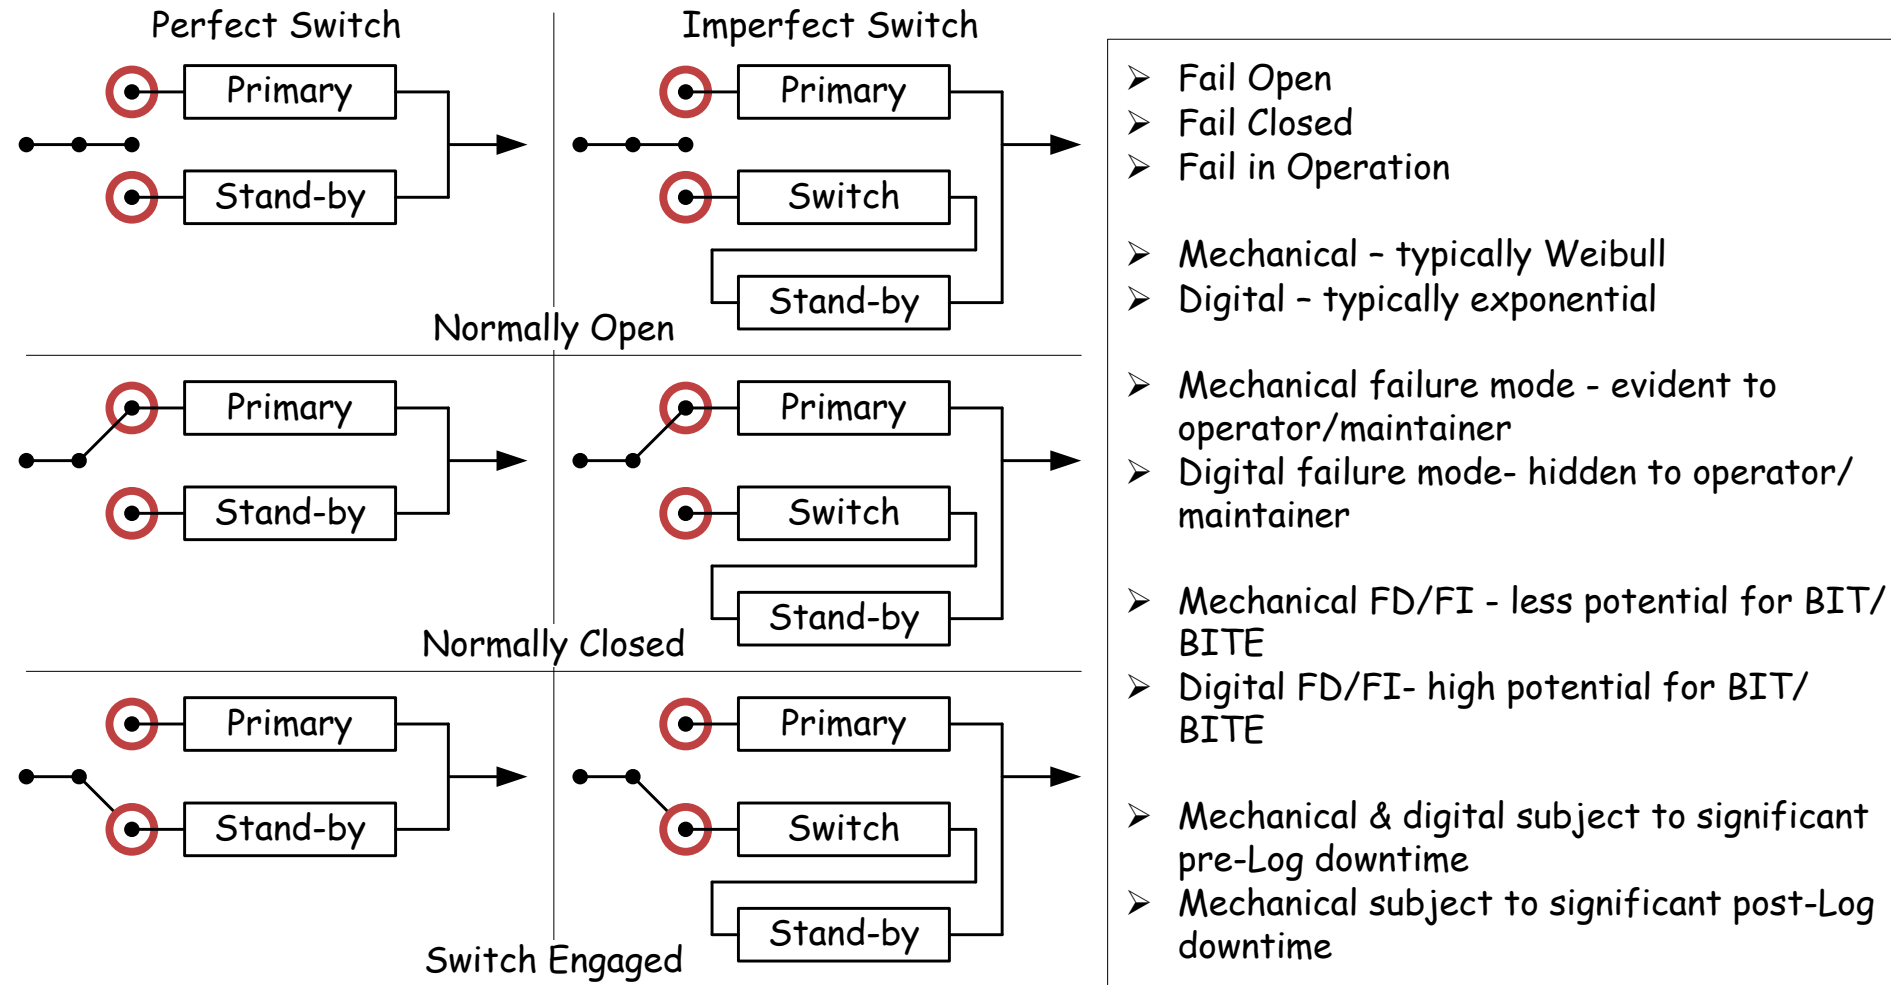 Perfect Switch
Imperfect Switch
Primary
Stand-by
Primary
Switch
Stand-by
Normally Open
Primary
Stand-by
Primary
Switch
Stand-by
Normally Closed
Primary
Stand-by
Primary
Switch
Stand-by
Switch Engaged
➢ Fail Open
➢ Fail Closed
➢ Fail in Operation
➢ Mechanical – typically Weibull
➢ Digital – typically exponential
➢ Mechanical failure mode - evident to
operator/maintainer
➢ Digital failure mode- hidden to operator/
maintainer
➢ Mechanical FD/FI - less potential for BIT/
BITE
➢ Digital FD/FI- high potential for BIT/
BITE
➢ Mechanical & digital subject to significant
pre-Log downtime
➢ Mechanical subject to significant post-Log
downtime